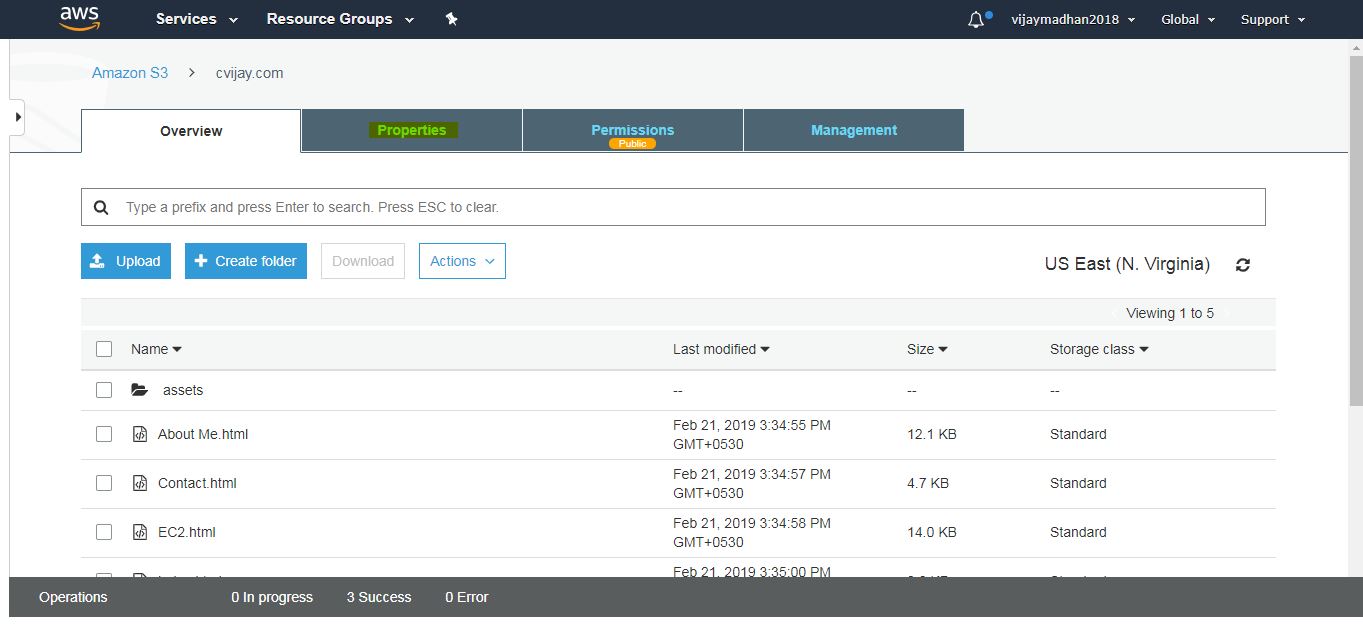 aws Services Resource Groups vijaymadhan2018 Global Support
Amazon S3 > cvijay.com
Overview Properties Permissions Management
Public
Type a prefix and press Enter to search. Press ESC to clear.
Upload Create folder Download Actions US East (N. Virginia)
Viewing 1 to 5
Name Last modified Size Storage class
assets -- -- --
About Me.html Feb 21, 2019 3:34:55 PM GMT+0530 12.1 KB Standard
Contact.html Feb 21, 2019 3:34:57 PM GMT+0530 4.7 KB Standard
EC2.html Feb 21, 2019 3:34:58 PM GMT+0530 14.0 KB Standard
Feb 21, 2019 3:35:00 PM
Operations 0 In progress 3 Success 0 Error